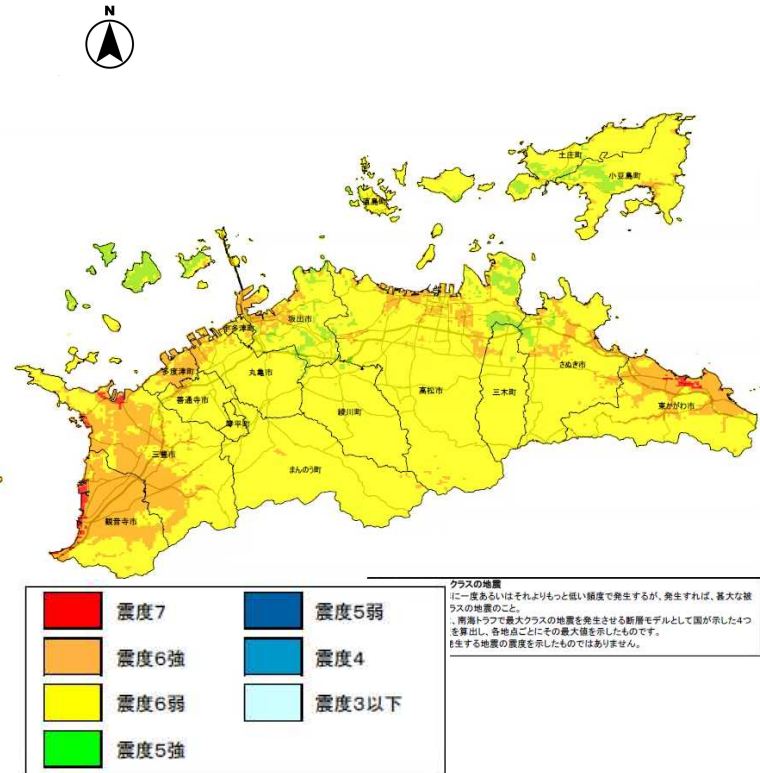 N
土庄町
小豆島町
直島町
坂出市
宇多津町
多度津町
丸亀市
さぬき市
善通寺市
高松市
三木町
綾川町
東かがわ市
琴平町
三豊市
まんのう町
観音寺市
クラスの地震
に一度あるいはそれよりもっと低い頻度で発生するが、発生すれば、甚大な被
ラスの地震のこと。
、南海トラフで最大クラスの地震を発生させる断層モデルとして国が示した4つ
を算出し、各地点ごとにその最大値を示したものです。
発生する地震の震度を示したものではありません。
震度7
震度6強
震度6弱
震度5強
震度5弱
震度4
震度3以下